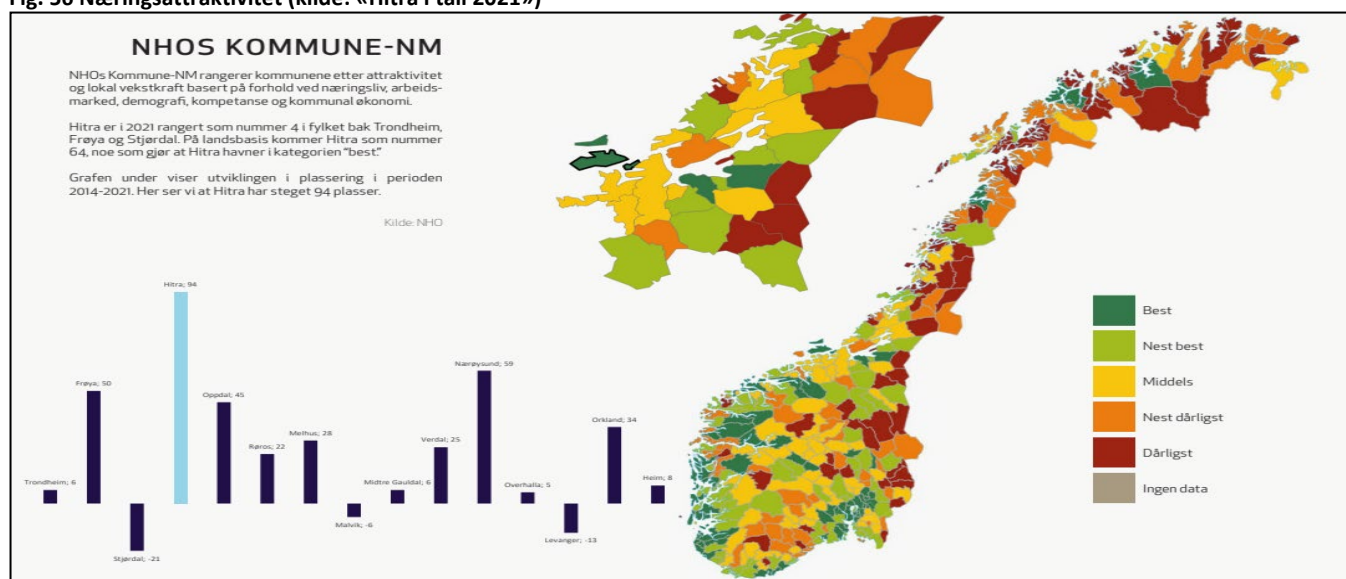 Fig. 56 Næringsattraktivitet (kilde: «Hitra i tall 2021»)
NHOS KOMMUNE-NM
NHOs Kommune-NM rangerer kommunene etter attraktivitet
og lokal vekstkraft basert på forhold ved næringsliv, arbeids-
marked, demografi, kompetanse og kommunal økonomi.
Hitra er i 2021 rangert som nummer 4 i fylket bak Trondheim,
Frøya og Stjørdal. På landsbasis kommer Hitra som nummer
64, noe som gjør at Hitra havner i kategorien "best."
Grafen under viser utviklingen i plassering i perioden
2014-2021. Her ser vi at Hitra har steget 94 plasser.
Kilde: NHO
Trondheim; 6
Frøya; 50
Stjørdal; -21
Hitra; 94
Oppdal; 45
Røros; 22
Melhus; 28
Malvik; -6
Midtre Gauldal; 6
Verdal; 25
Nærøysund; 59
Overhalla; 5
Levanger; -13
Orkland; 34
Heim; 8
Best
Nest best
Middels
Nest dårligst
Dårligst
Ingen data